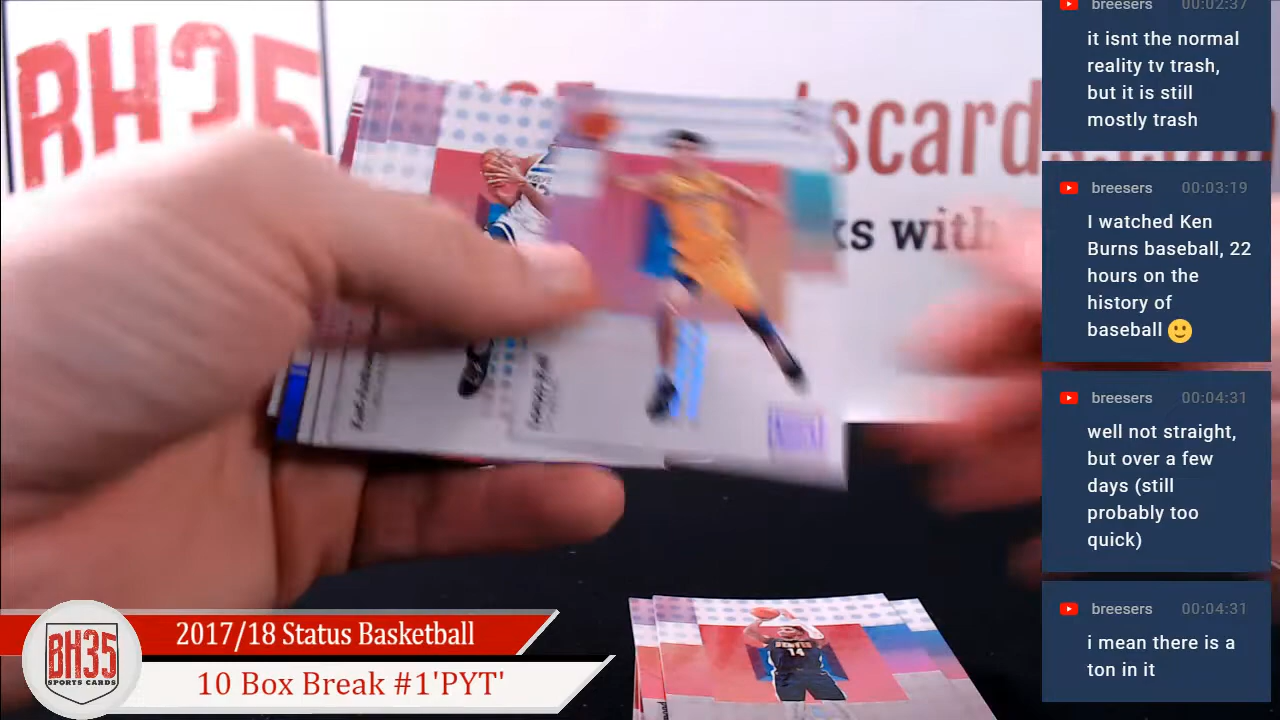 BH35
scard
ks with
DENVER
14
breesers 00:02:37
it isnt the normal
reality tv trash,
but it is still
mostly trash
breesers 00:03:19
I watched Ken
Burns baseball, 22
hours on the
history of
baseball 🙂
breesers 00:04:31
well not straight,
but over a few
days (still
probably too
quick)
breesers 00:04:31
i mean there is a
ton in it
BH35
SPORTS CARDS
2017/18 Status Basketball
10 Box Break #1'PYT'